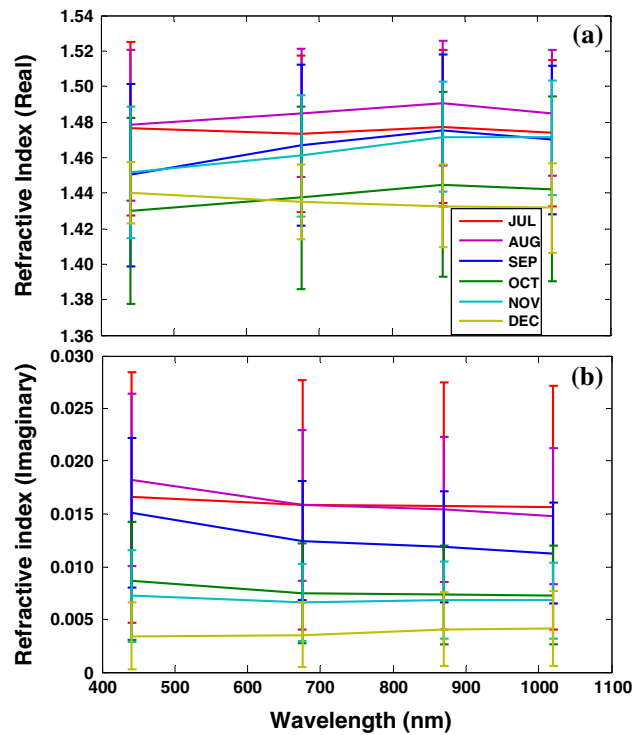 (a)
Refractive Index (Real)
1.54
1.52
1.50
1.48
1.46
1.44
1.42
1.40
1.38
1.36
JUL
AUG
SEP
OCT
NOV
DEC
(b)
Refractive index (Imaginary)
0.030
0.025
0.020
0.015
0.010
0.005
0
400 500 600 700 800 900 1000 1100
Wavelength (nm)